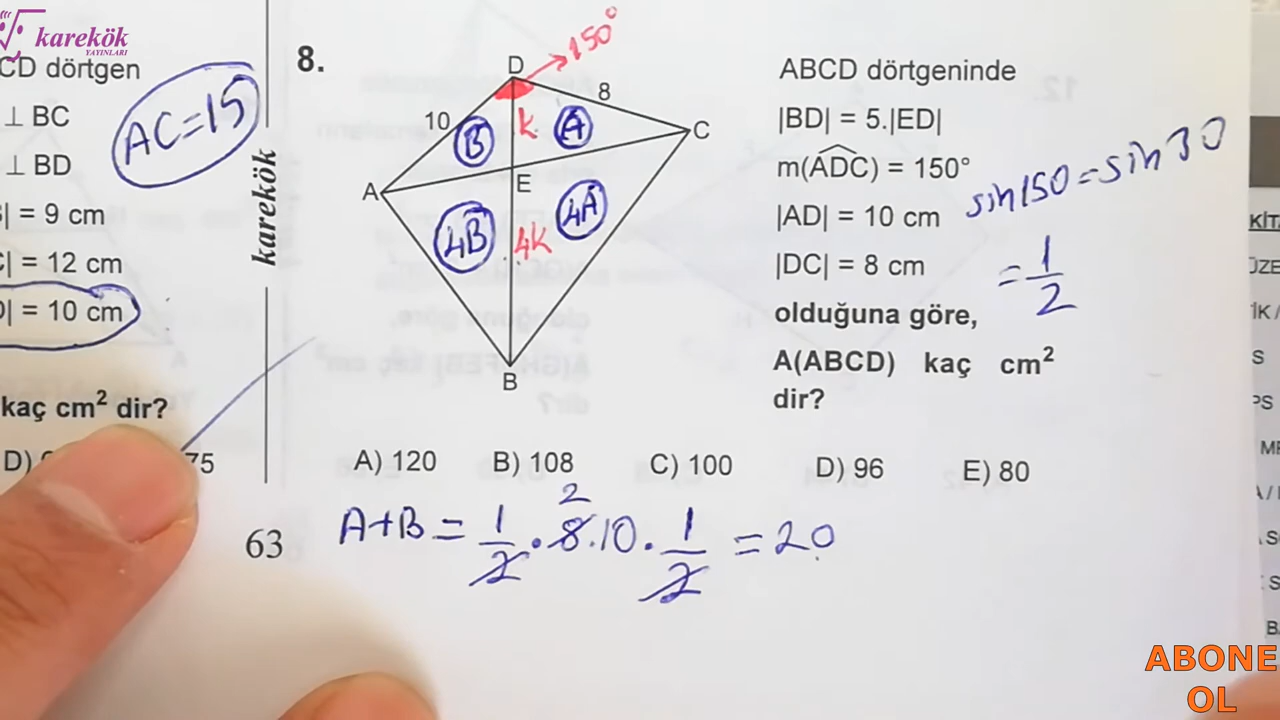 karekök
YAYINLARI
CD dörtgen
⊥ BC
⊥ BD
| = 9 cm
C| = 12 cm
D| = 10 cm
kaç cm² dir?
D)
75
AC=15
karekök
63
8.
D
150°
10
8
B
K
A
C
A
E
4B
4K
4A
B
ABCD dörtgeninde
|BD| = 5.|ED|
m(ADC) = 150°
|AD| = 10 cm
|DC| = 8 cm
olduğuna göre,
A(ABCD) kaç cm²
dir?
sin150=sin30
= 1/2
A) 120 B) 108 C) 100 D) 96 E) 80
A+B = 1/2 . 8.10 . 1/2 = 20
2
12.
KİT
İK /
S
PS
ABONE
OL